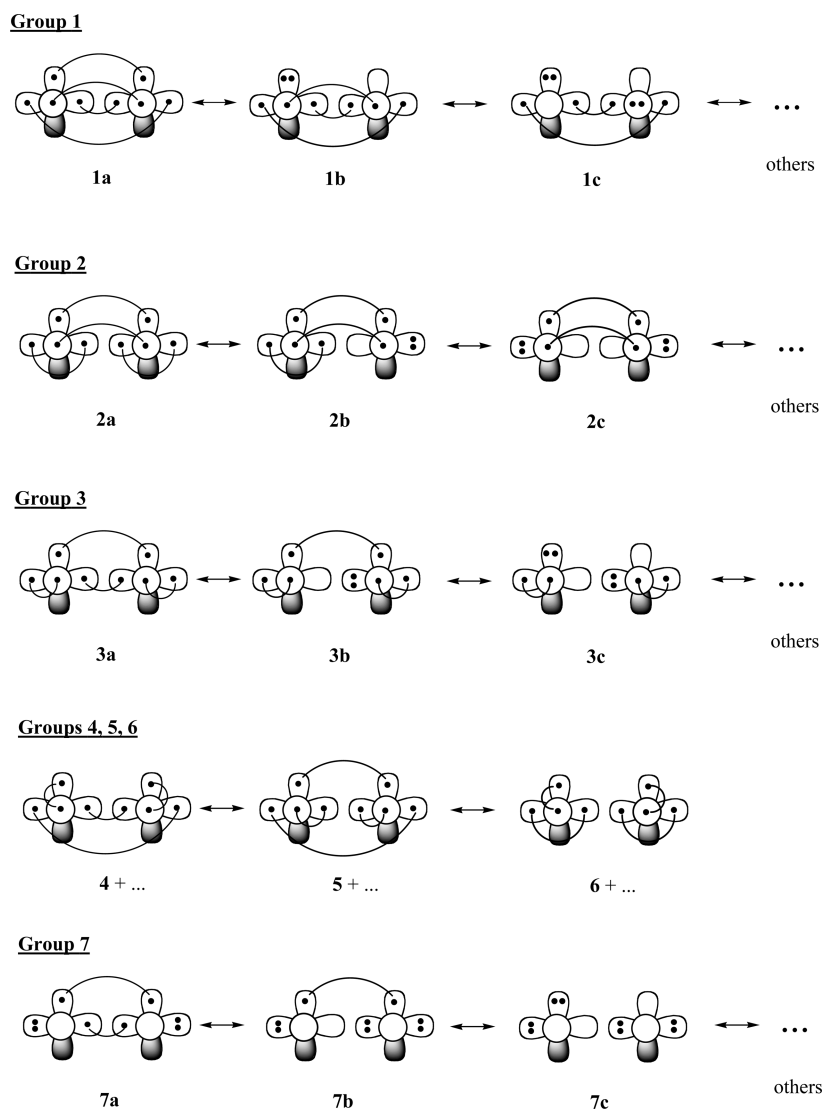 Group 1
...
others
1a 1b 1c
Group 2
...
2a 2b 2c
others
Group 3
...
3a 3b 3c
others
Groups 4, 5, 6
4 + ... 5 + ... 6 + ...
Group 7
...
7a 7b 7c
others